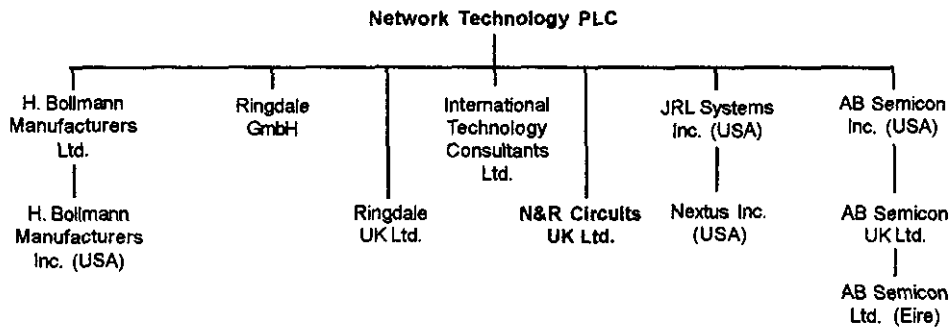 Network Technology PLC
H. Bollmann
Manufacturers
Ltd.
Ringdale
GmbH
International
Technology
Consultants
Ltd.
JRL Systems
Inc. (USA)
AB Semicon
Inc. (USA)
H. Bollmann
Manufacturers
Inc. (USA)
Ringdale
UK Ltd.
N&R Circuits
UK Ltd.
Nextus Inc.
(USA)
AB Semicon
UK Ltd.
AB Semicon
Ltd. (Eire)